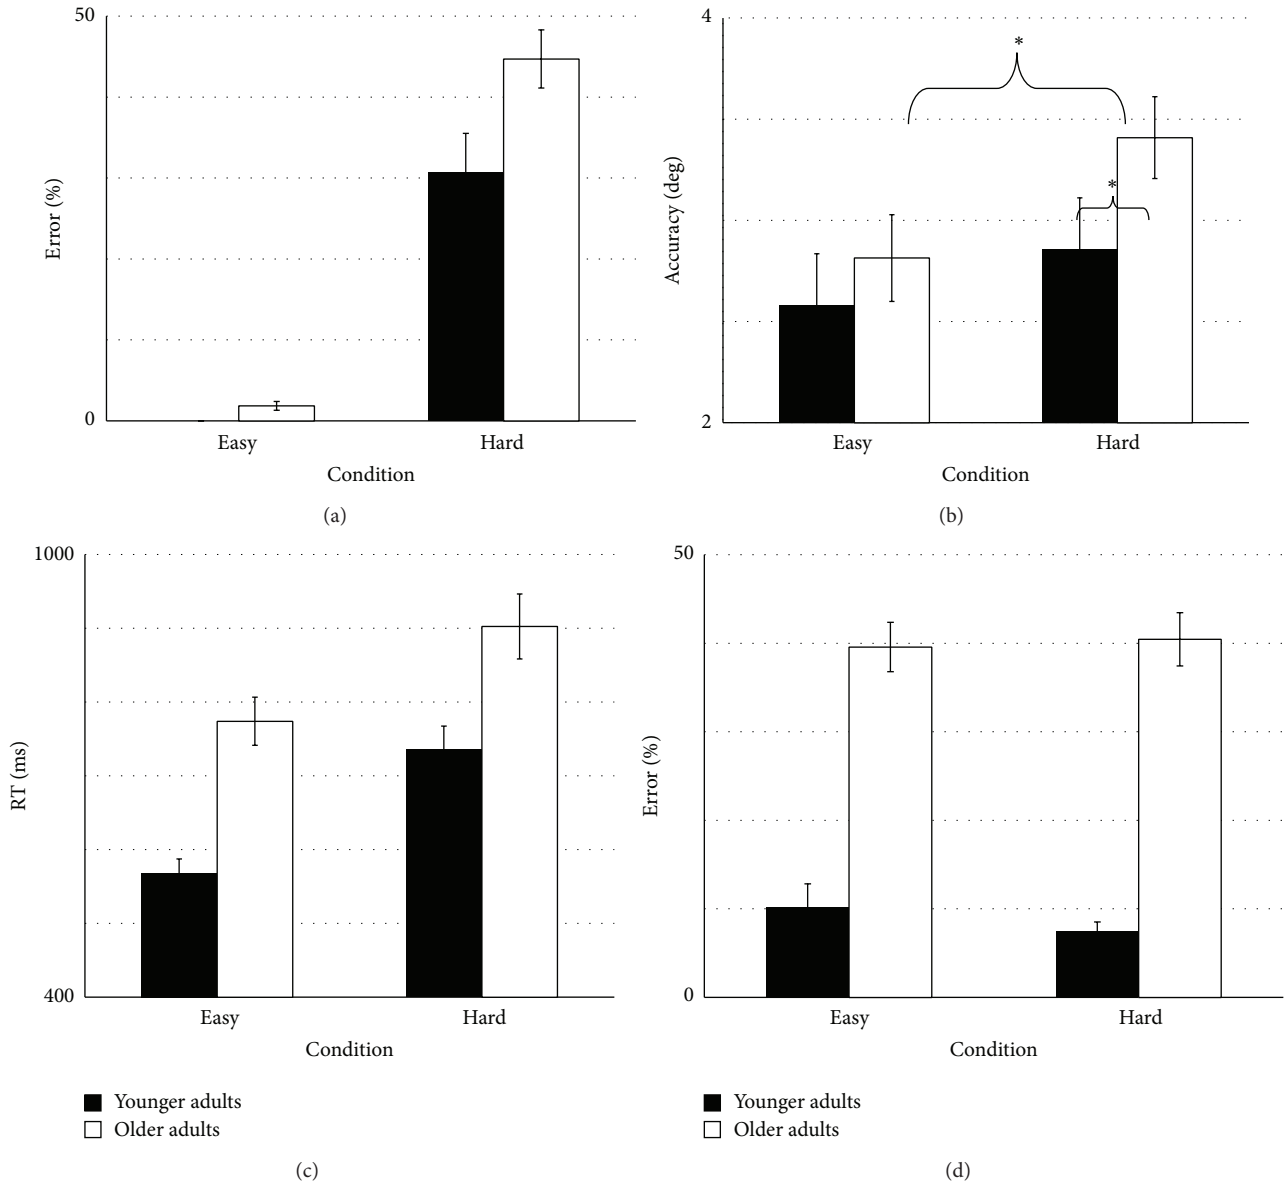 50
0
Error (%)
Easy
Hard
Condition
(a)
4
2
Accuracy (deg)
*
*
Easy
Hard
Condition
(b)
1000
400
RT (ms)
Easy
Hard
Condition
Younger adults
Older adults
(c)
50
0
Error (%)
Easy
Hard
Condition
Younger adults
Older adults
(d)